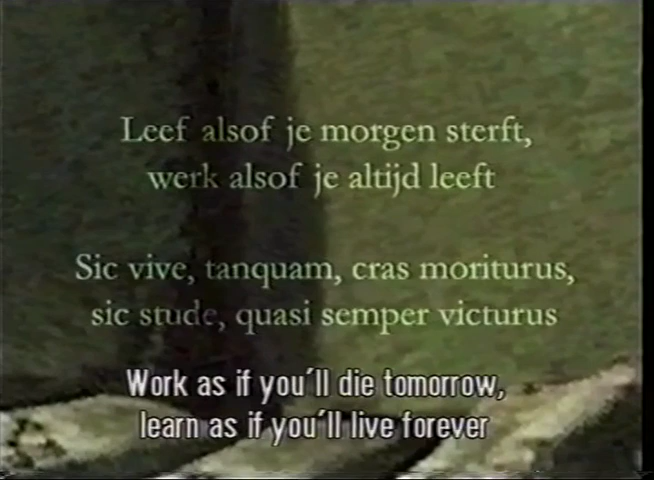 Leef alsof je morgen sterft,
werk alsof je altijd leeft
Sic vive, tanquam, cras moriturus,
sic stude, quasi semper victurus
Work as if you'll die tomorrow,
learn as if you'll live forever